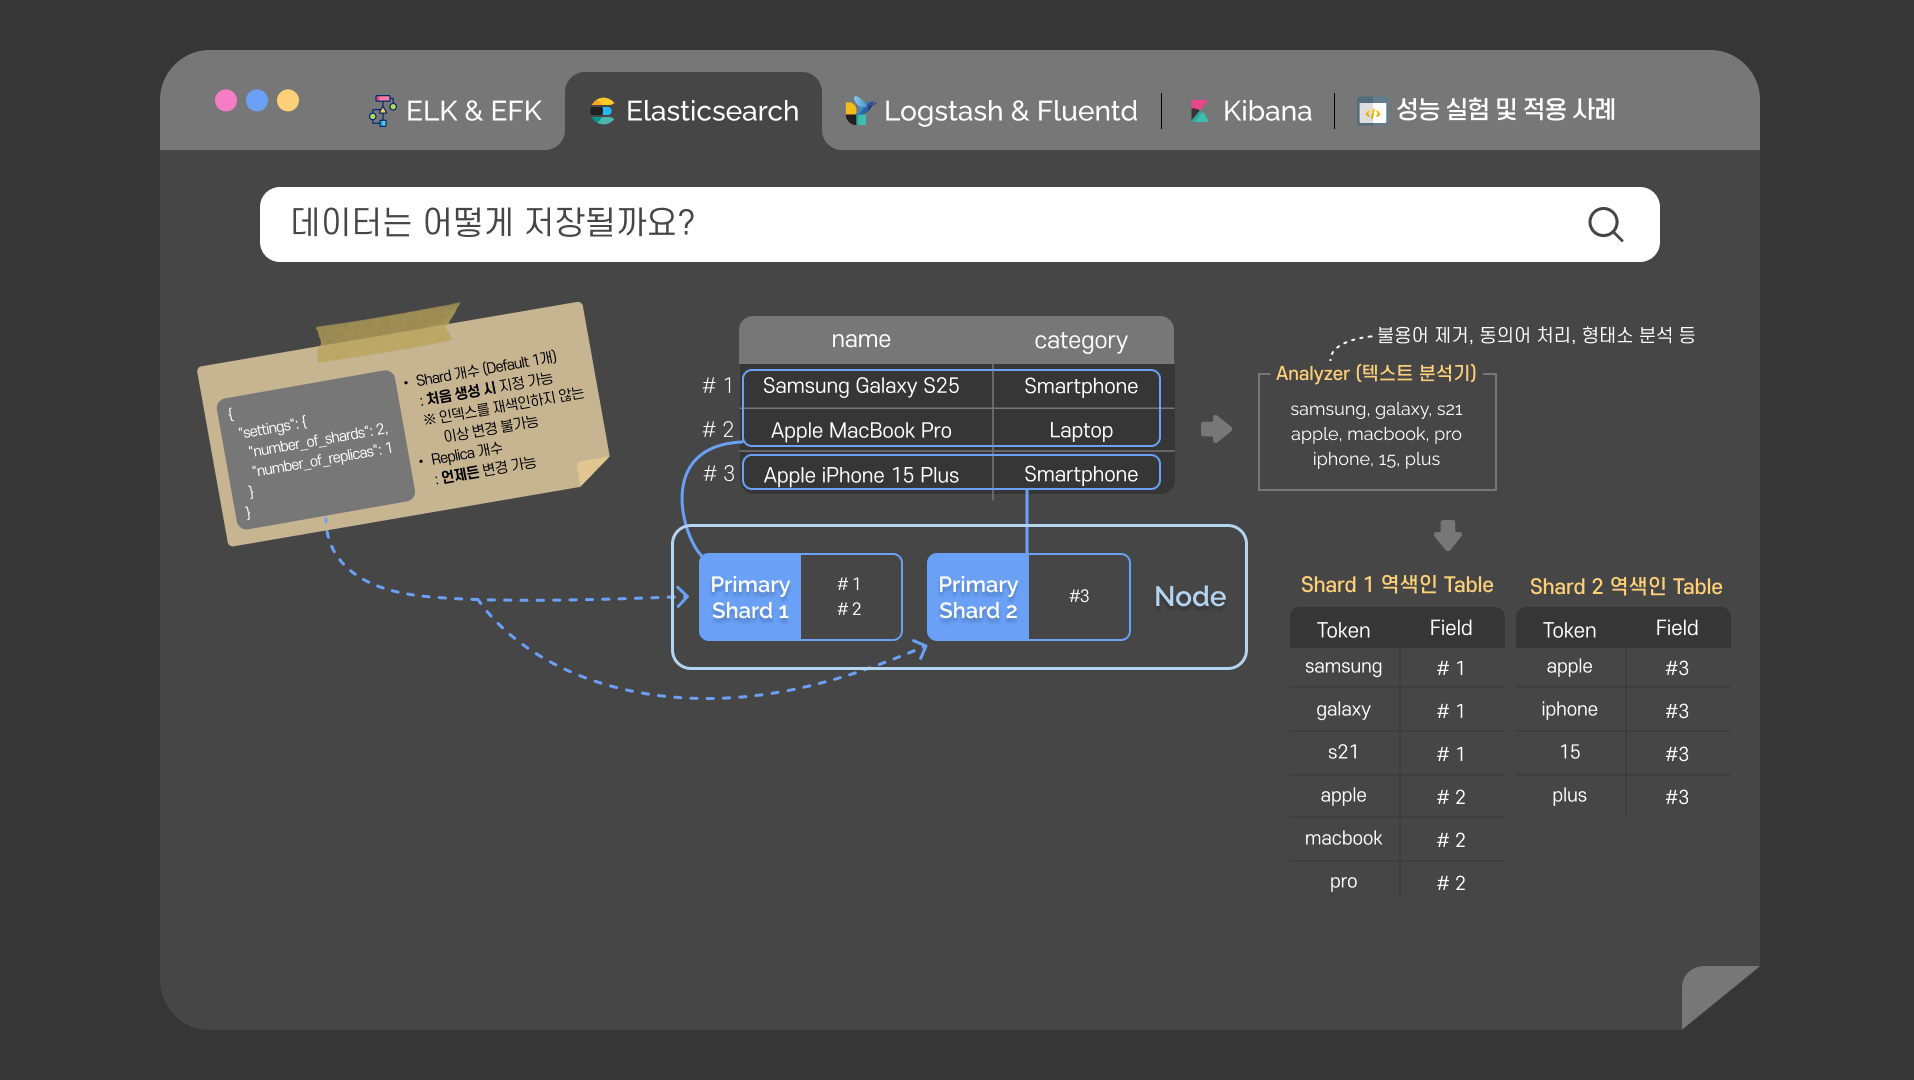 ELK & EFK
Elasticsearch
Logstash & Fluentd
Kibana
성능 실험 및 적용 사례
데이터는 어떻게 저장될까요?
{
"settings": {
"number_of_shards": 2,
"number_of_replicas": 1
}
}
• Shard 개수 (Default 1개)
: 처음 생성 시 지정 가능
※ 인덱스를 재색인하지 않는
이상 변경 불가능
• Replica 개수
: 언제든 변경 가능
name category
# 1 Samsung Galaxy S25 Smartphone
# 2 Apple MacBook Pro Laptop
# 3 Apple iPhone 15 Plus Smartphone
불용어 제거, 동의어 처리, 형태소 분석 등
Analyzer (텍스트 분석기)
samsung, galaxy, s21
apple, macbook, pro
iphone, 15, plus
Primary
Shard 1
# 1
# 2
Primary
Shard 2
#3
Node
Shard 1 역색인 Table
Token Field
samsung # 1
galaxy # 1
s21 # 1
apple # 2
macbook # 2
pro # 2
Shard 2 역색인 Table
Token Field
apple #3
iphone #3
15 #3
plus #3